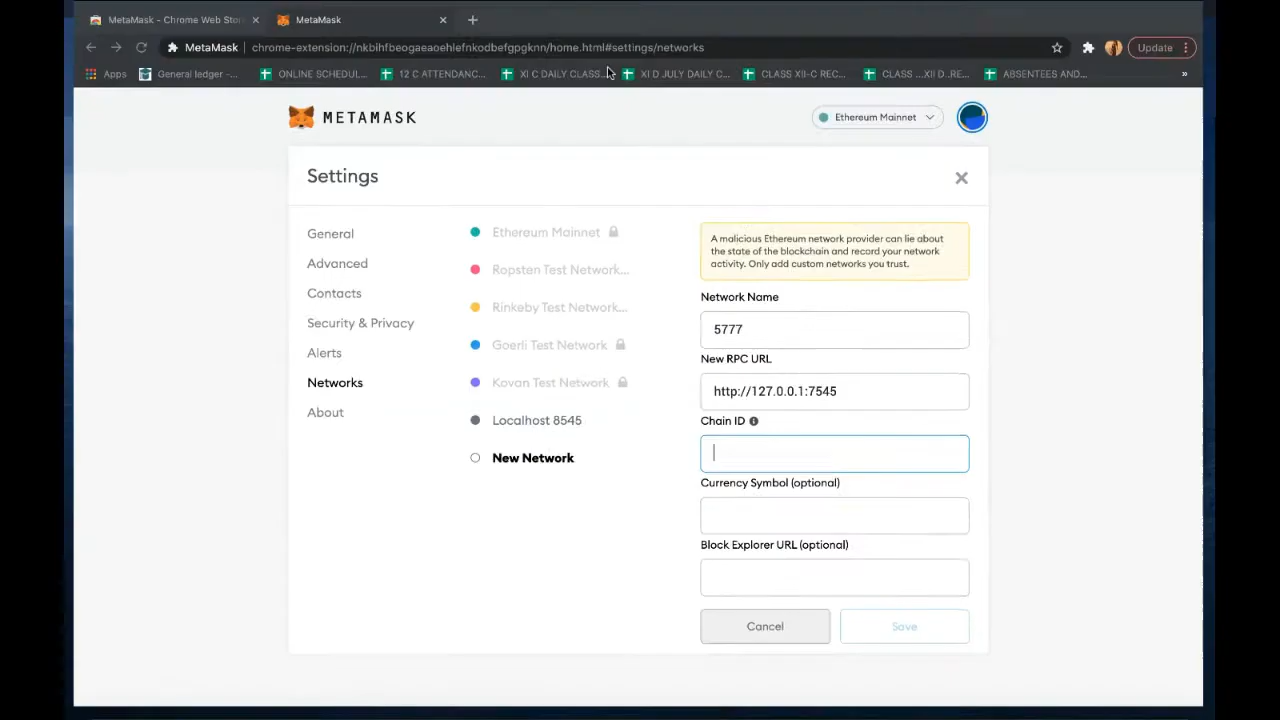 MetaMask - Chrome Web Stor
MetaMask
MetaMask
chrome-extension://nkbihfbeogaeaoehlefnkodbefgpgknn/home.html#settings/networks
Update
Apps
General ledger -...
ONLINE SCHEDUL...
12 C ATTENDANC...
XI C DAILY CLASS...
XI D JULY DAILY C...
CLASS XII-C REC...
CLASS ...XII D..RE...
ABSENTEES AND...
»
METAMASK
Ethereum Mainnet
Settings
General
Advanced
Contacts
Security & Privacy
Alerts
Networks
About
Ethereum Mainnet
Ropsten Test Network...
Rinkeby Test Network...
Goerli Test Network
Kovan Test Network
Localhost 8545
New Network
A malicious Ethereum network provider can lie about
the state of the blockchain and record your network
activity. Only add custom networks you trust.
Network Name
5777
New RPC URL
http://127.0.0.1:7545
Chain ID
Currency Symbol (optional)
Block Explorer URL (optional)
Cancel
Save